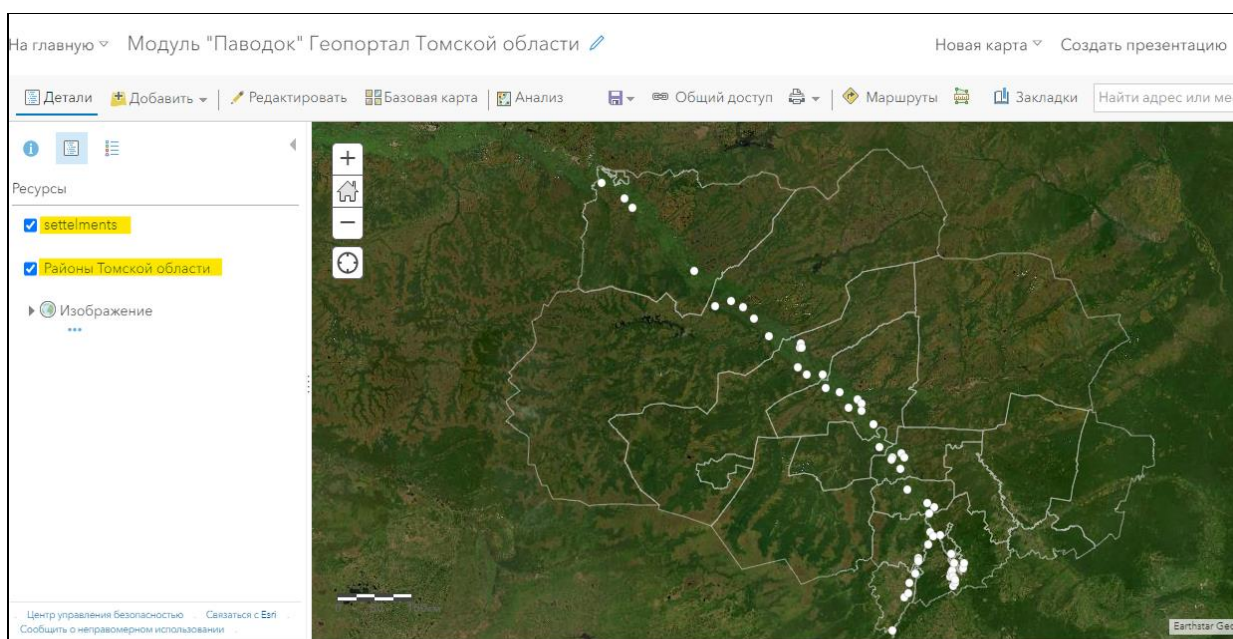 На главную Модуль "Паводок" Геопортал Томской области Новая карта Создать презентацию
Детали Добавить Редактировать Базовая карта Анализ Общий доступ Маршруты Закладки Найти адрес или ме
Ресурсы
settelments
Районы Томской области
Изображение
Центр управления безопасностью Связаться с Esri
Сообщить о неправомерном использовании
Earthstar Geo